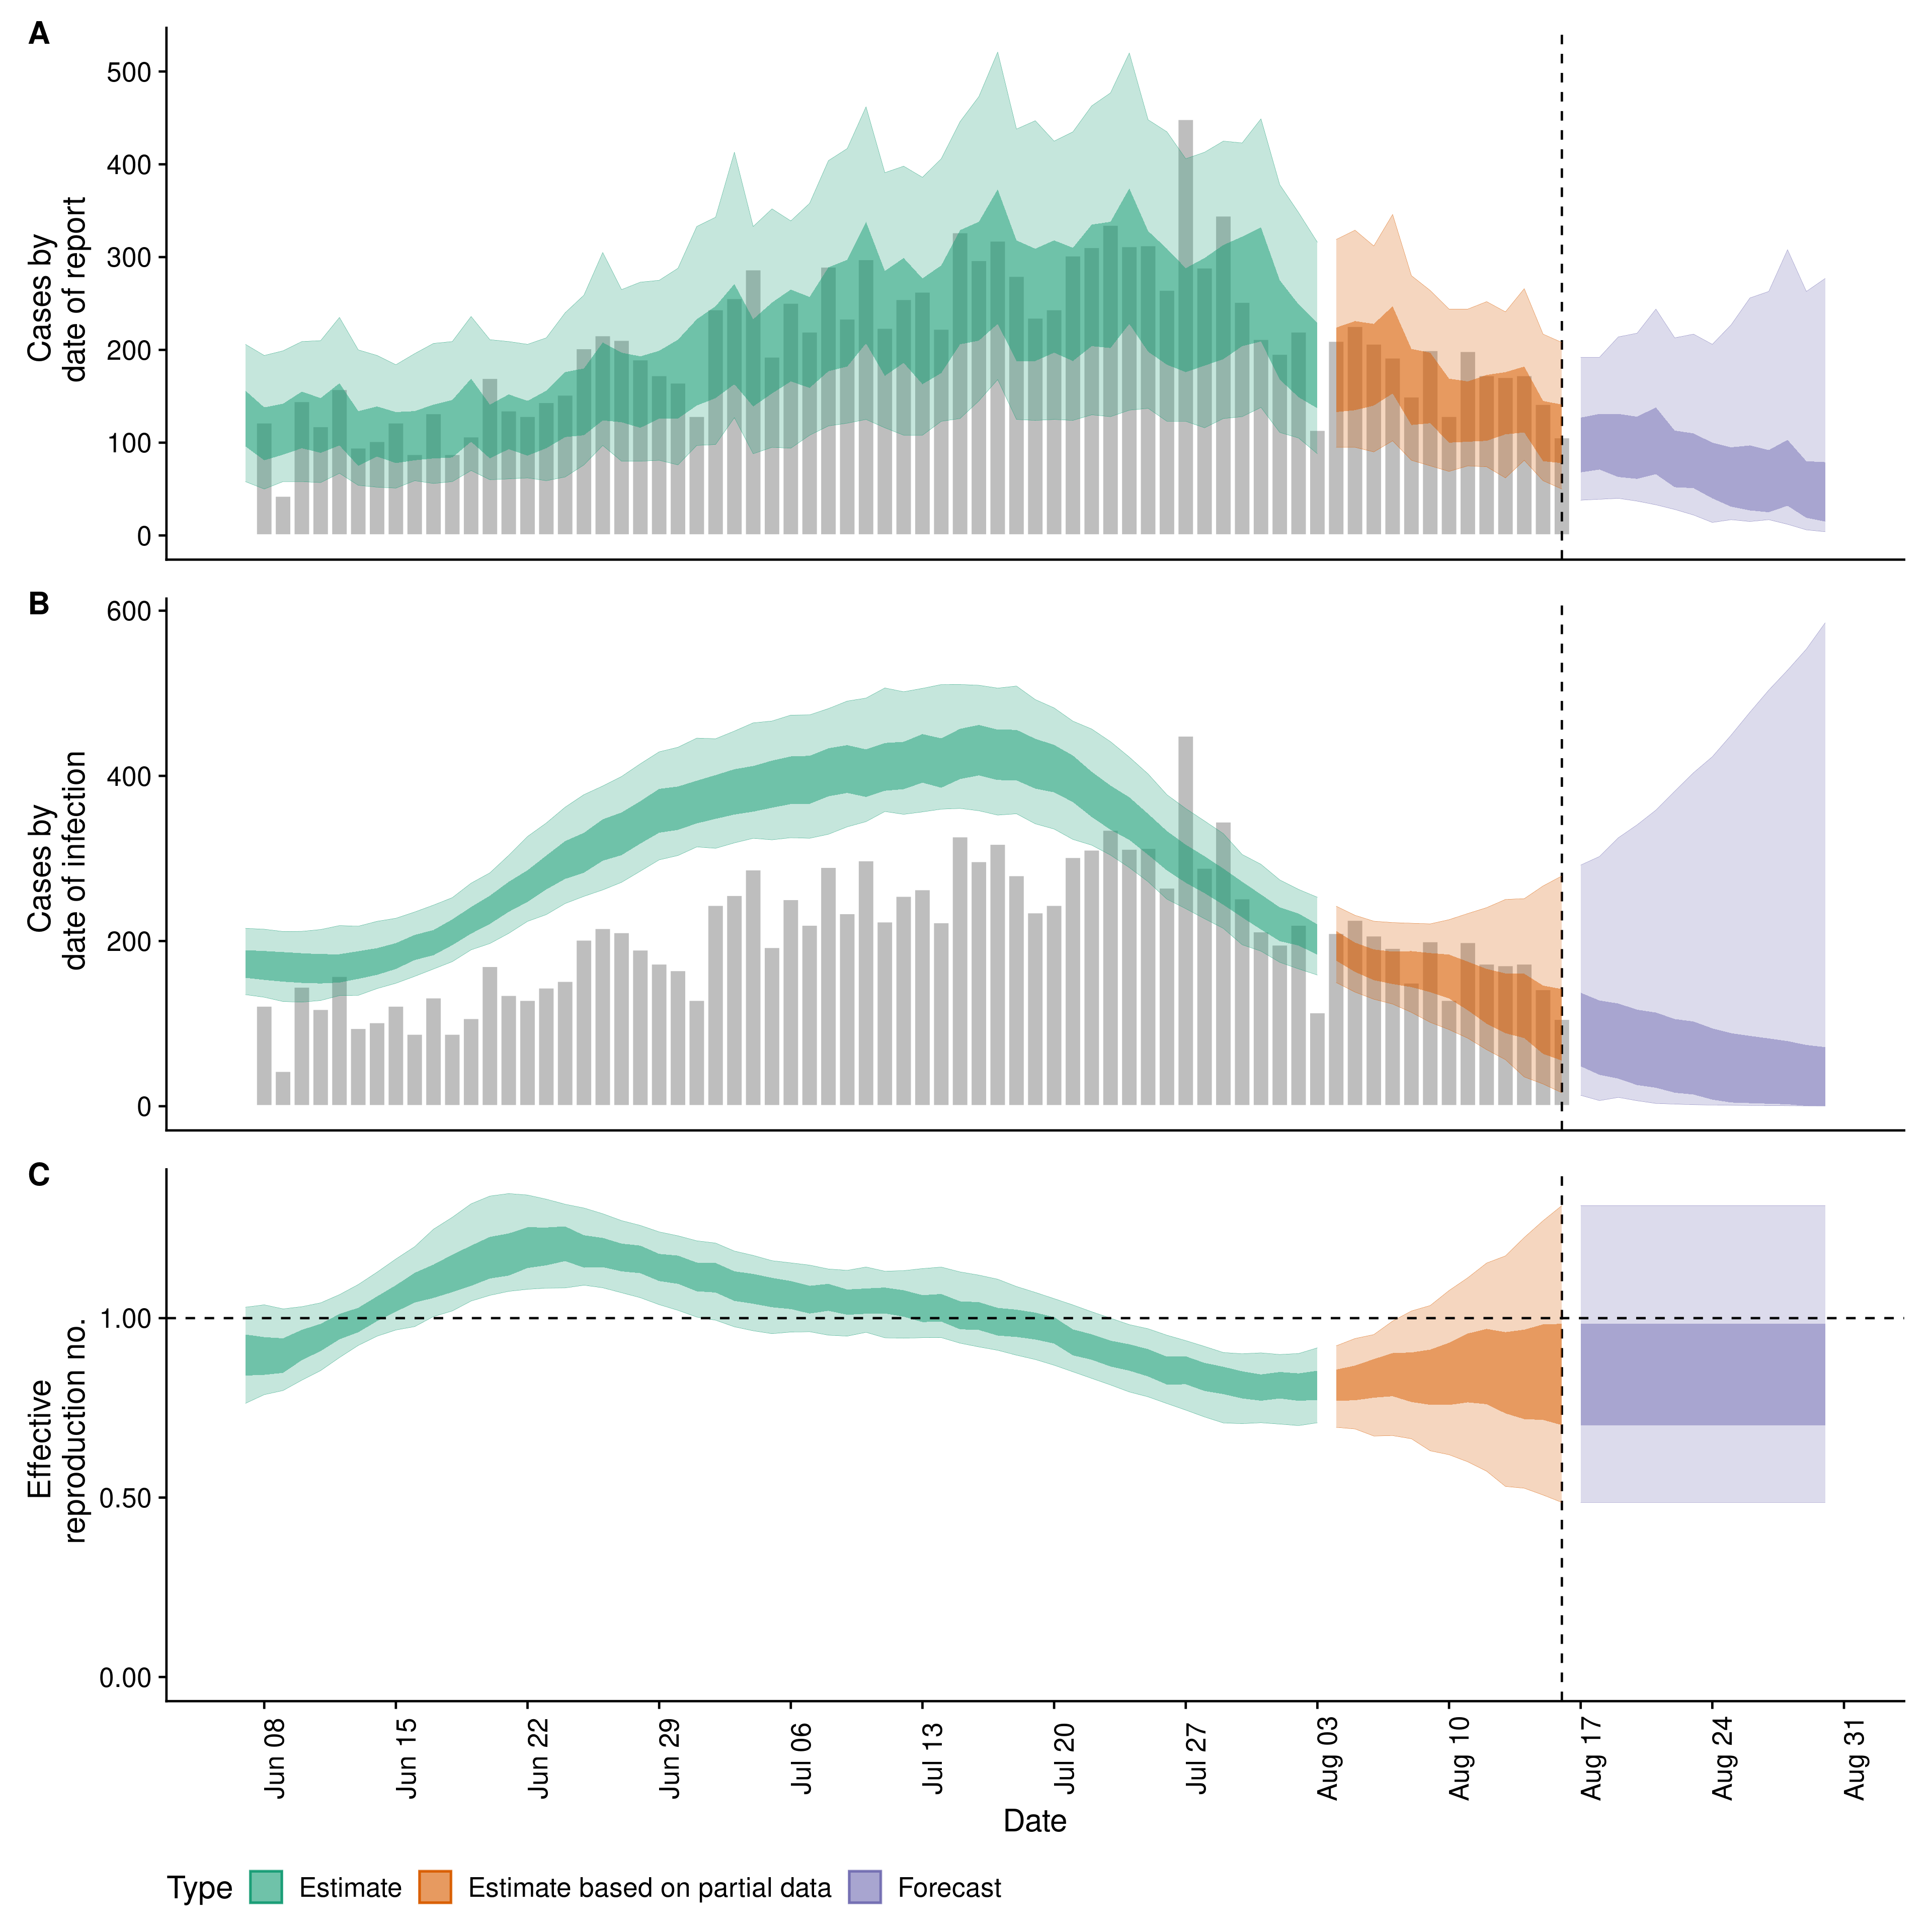 A
500
400
300
200
100
0
Cases by
date of report
B
600
400
200
0
Cases by
date of infection
C
1.00
0.50
0.00
Effective
reproduction no.
Jun 08
Jun 15
Jun 22
Jun 29
Jul 06
Jul 13
Jul 20
Jul 27
Aug 03
Aug 10
Aug 17
Aug 24
Aug 31
Date
Type Estimate Estimate based on partial data Forecast